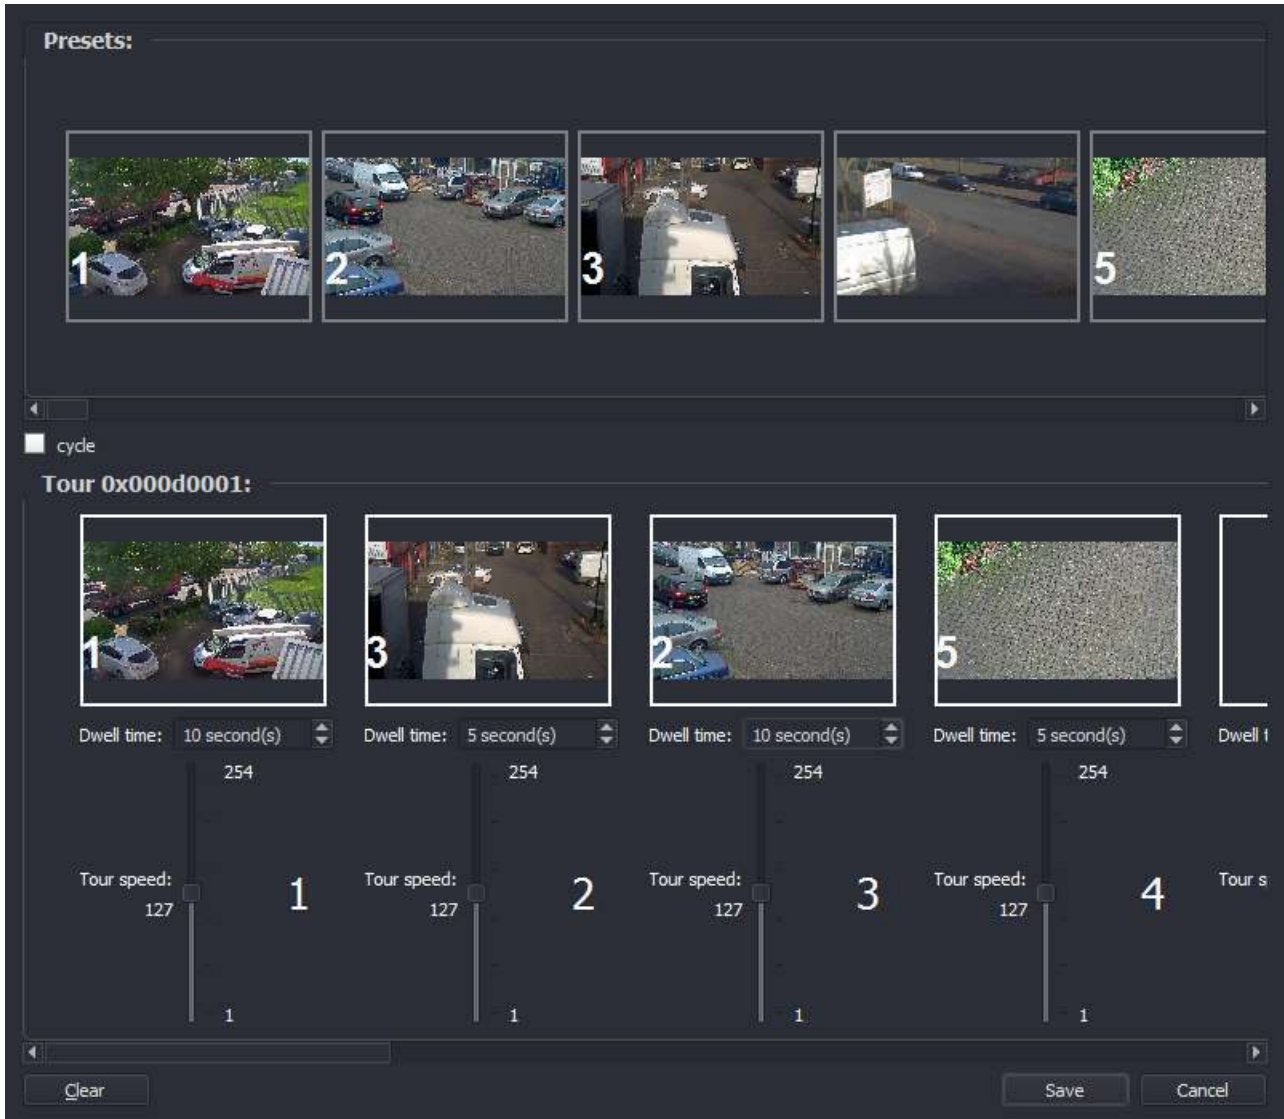 Presets:
1 2 3 5
cycle
Tour 0x000d0001:
1 3 2 5
Dwell time: 10 second(s) Dwell time: 5 second(s) Dwell time: 10 second(s) Dwell time: 5 second(s) Dwell
254 254 254 254
Tour speed: Tour speed: Tour speed: Tour speed: Tour
127 1 127 2 127 3 127 4
1 1 1 1
Clear Save Cancel